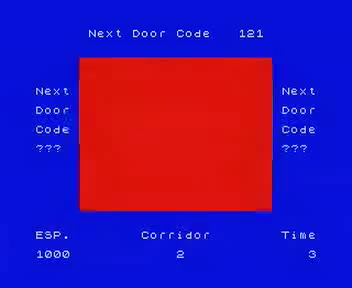 Next Door Code 121
Next
Door
Code
???
Next
Door
Code
???
ESP. Corridor Time
1000 2 3